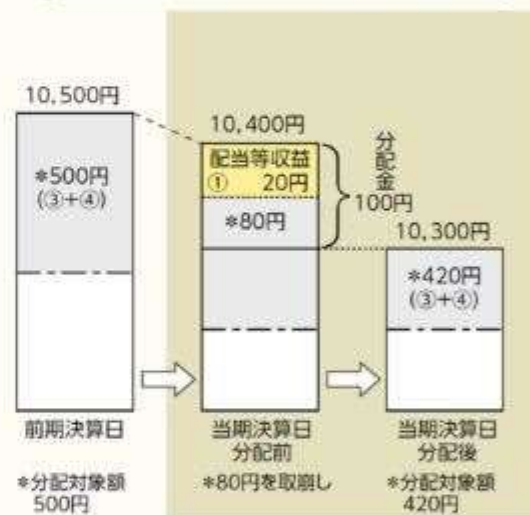 10,500円
*500円
(③+④)
前期決算日
*分配対象額
500円
10,400円
配当等収益
① 20円
*80円
分配金
100円
当期決算日
分配前
*80円を取崩し
10,300円
*420円
(③+④)
当期決算日
分配後
*分配対象額
420円